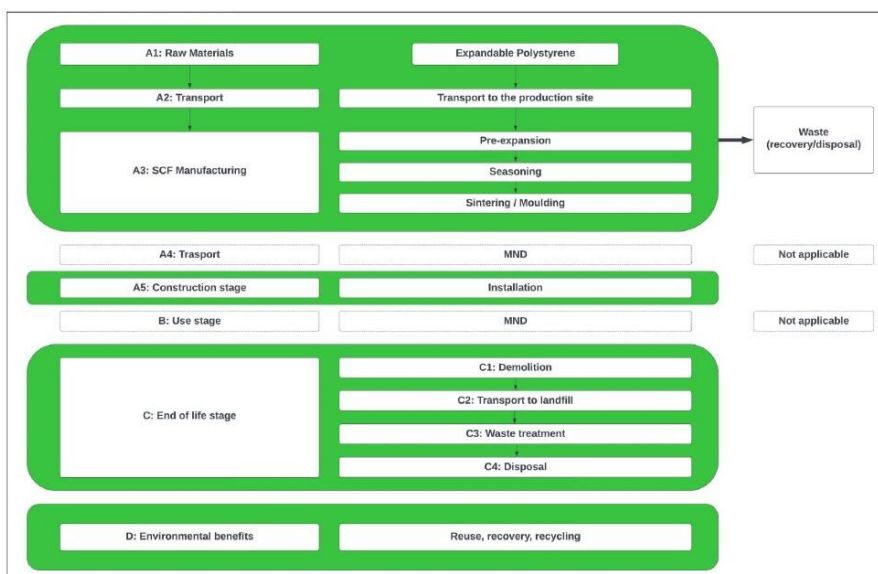 A1: Raw Materials
Expandable Polystyrene
A2: Transport
Transport to the production site
Waste
(recovery/disposal)
A3: SCF Manufacturing
Pre-expansion
Seasoning
Sintering / Moulding
A4: Trasport
MND
Not applicable
A5: Construction stage
Installation
B: Use stage
MND
Not applicable
C: End of life stage
C1: Demolition
C2: Transport to landfill
C3: Waste treatment
C4: Disposal
D: Environmental benefits
Reuse, recovery, recycling